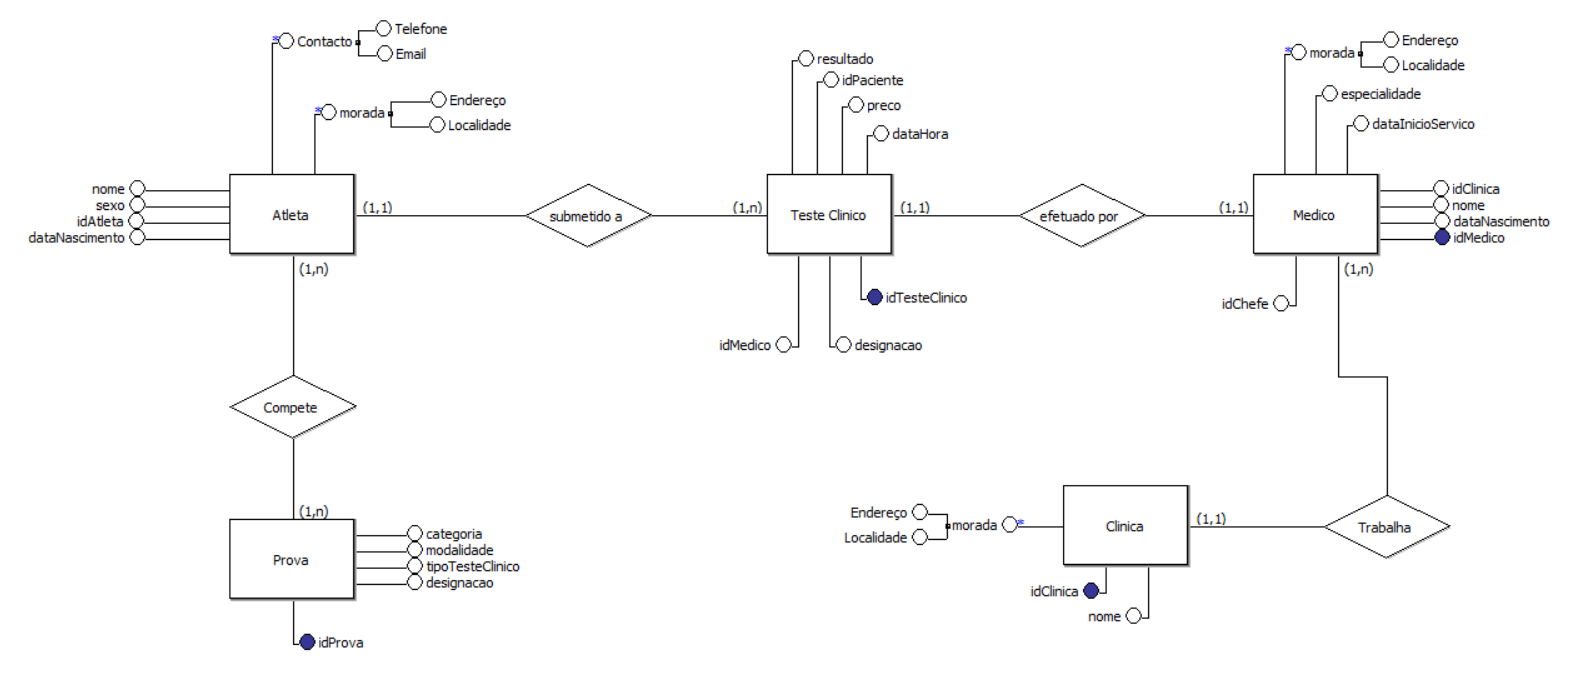 * Contacto
Telefone
Email
* morada
Endereço
Localidade
nome
sexo
idAtleta
dataNascimento
Atleta
(1,1)
submetido a
(1,n)
resultado
idPaciente
preco
dataHora
Teste Clinico
(1,1)
efetuado por
(1,1)
* morada
Endereço
Localidade
especialidade
dataInicioServico
Medico
idClinica
nome
dataNascimento
idMedico
(1,n)
idTesteClinico
idMedico
designacao
idChefe
(1,n)
Compete
(1,n)
Prova
categoria
modalidade
tipoTesteClinico
designacao
idProva
Endereço
Localidade
morada *
Clinica
(1,1)
Trabalha
idClinica
nome